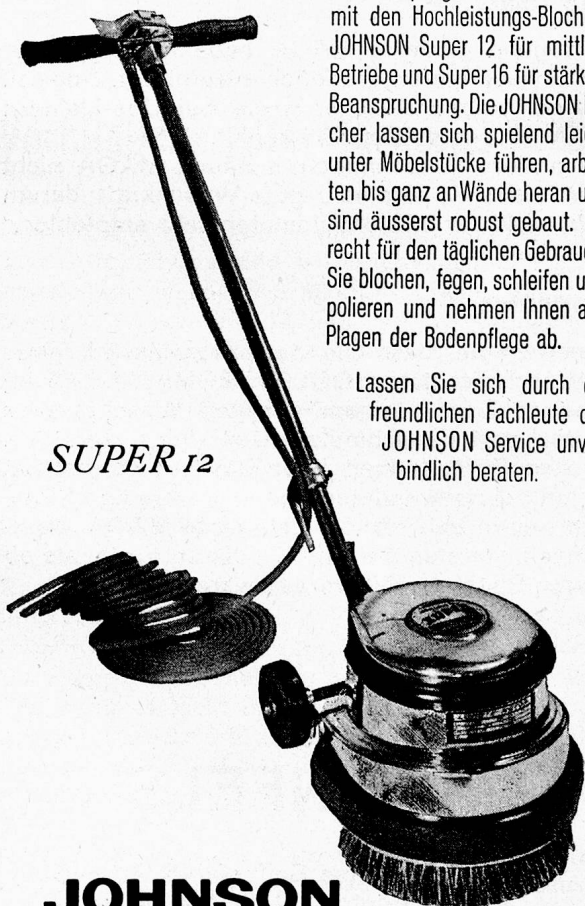 mit den Hochleistungs-Bloch
JOHNSON Super 12 für mittl
Betriebe und Super 16 für stärk
Beanspruchung. Die JOHNSON
cher lassen sich spielend leic
unter Möbelstücke führen, arb
ten bis ganz an Wände heran u
sind äusserst robust gebaut.
recht für den täglichen Gebrauc
Sie blochen, fegen, schleifen u
polieren und nehmen Ihnen a
Plagen der Bodenpflege ab.
Lassen Sie sich durch
freundlichen Fachleute d
JOHNSON Service unv
bindlich beraten.
SUPER 12
JOHNSON